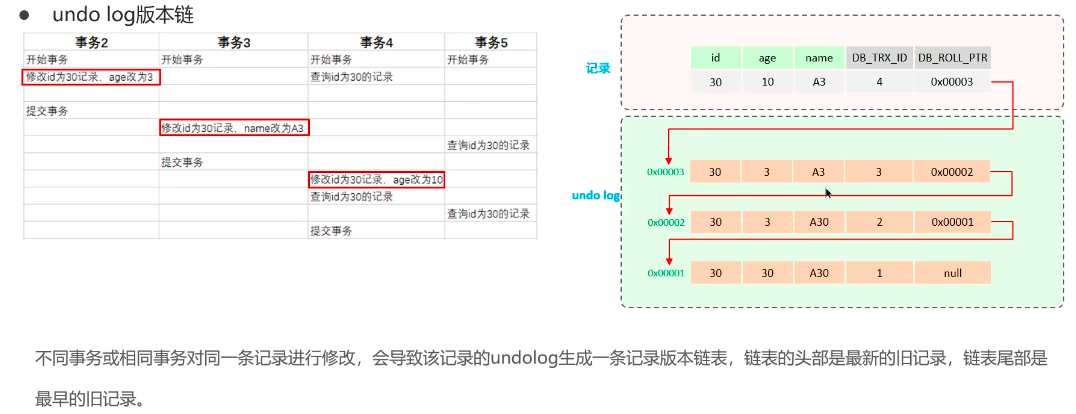 ● undo log版本链
事务2 事务3 事务4 事务5
开始事务 开始事务 开始事务 开始事务
修改id为30记录，age改为3 查询id为30的记录
提交事务
修改id为30记录，name改为A3
查询id为30的记录
提交事务
修改id为30记录，age改为10
查询id为30的记录
查询id为30的记录
提交事务
记录
id age name DB_TRX_ID DB_ROLL_PTR
30 10 A3 4 0x00003
undo log
0x00003 30 3 A3 3 0x00002
0x00002 30 3 A30 2 0x00001
0x00001 30 30 A30 1 null
不同事务或相同事务对同一条记录进行修改，会导致该记录的undolog生成一条记录版本链表，链表的头部是最新的旧记录，链表尾部是
最早的旧记录。